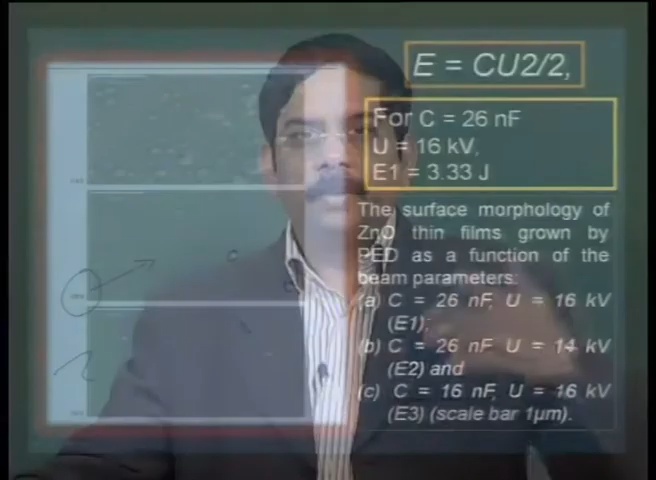 E = CU2/2,
For C = 26 nF
U = 16 kV,
E1 = 3.33 J
The surface morphology of
ZnO thin films grown by
PED as a function of the
beam parameters:
(a) C = 26 nF, U = 16 kV
(E1);
(b) C = 26 nF U = 14 kV
(E2) and
(c) C = 16 nF, U = 16 kV
(E3) (scale bar 1µm).